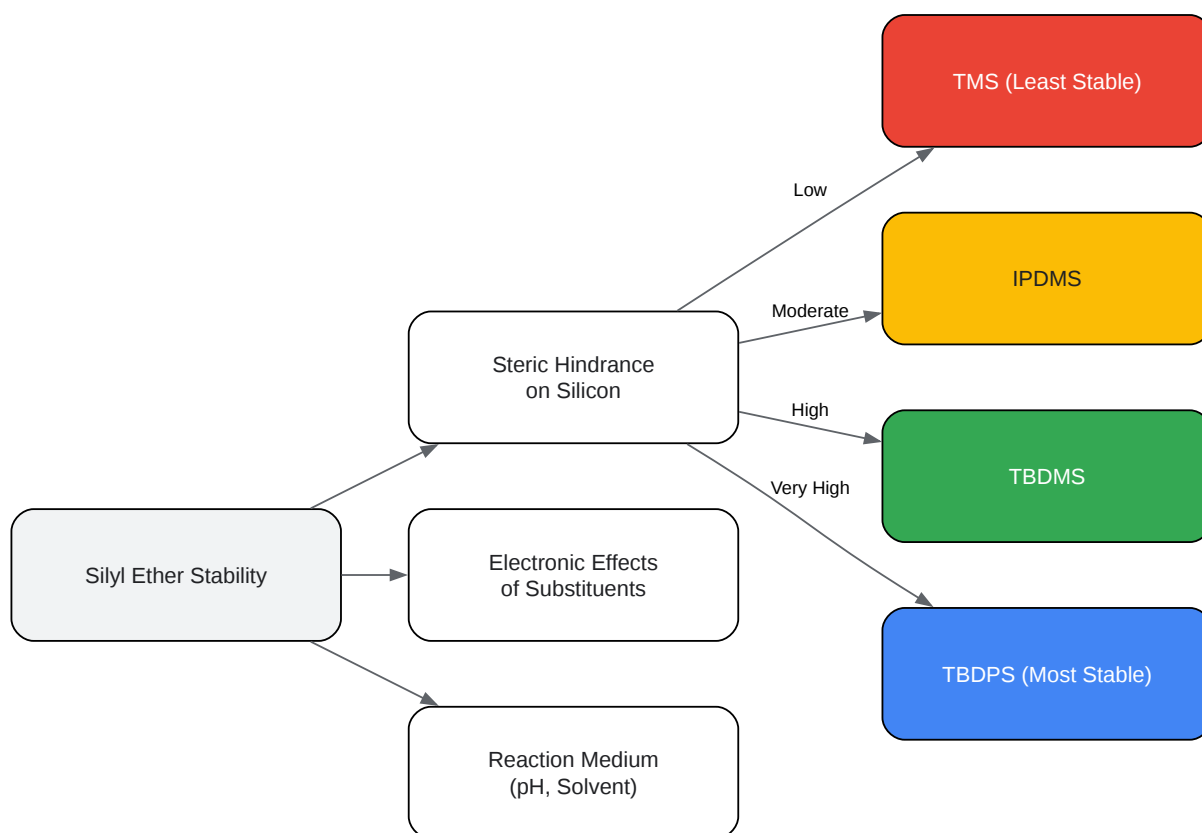 TMS (Least Stable)
Low
IPDMS
Moderate
Steric Hindrance
on Silicon
High
TBDMS
Very High
Silyl Ether Stability
Electronic Effects
of Substituents
TBDPS (Most Stable)
Reaction Medium
(pH, Solvent)